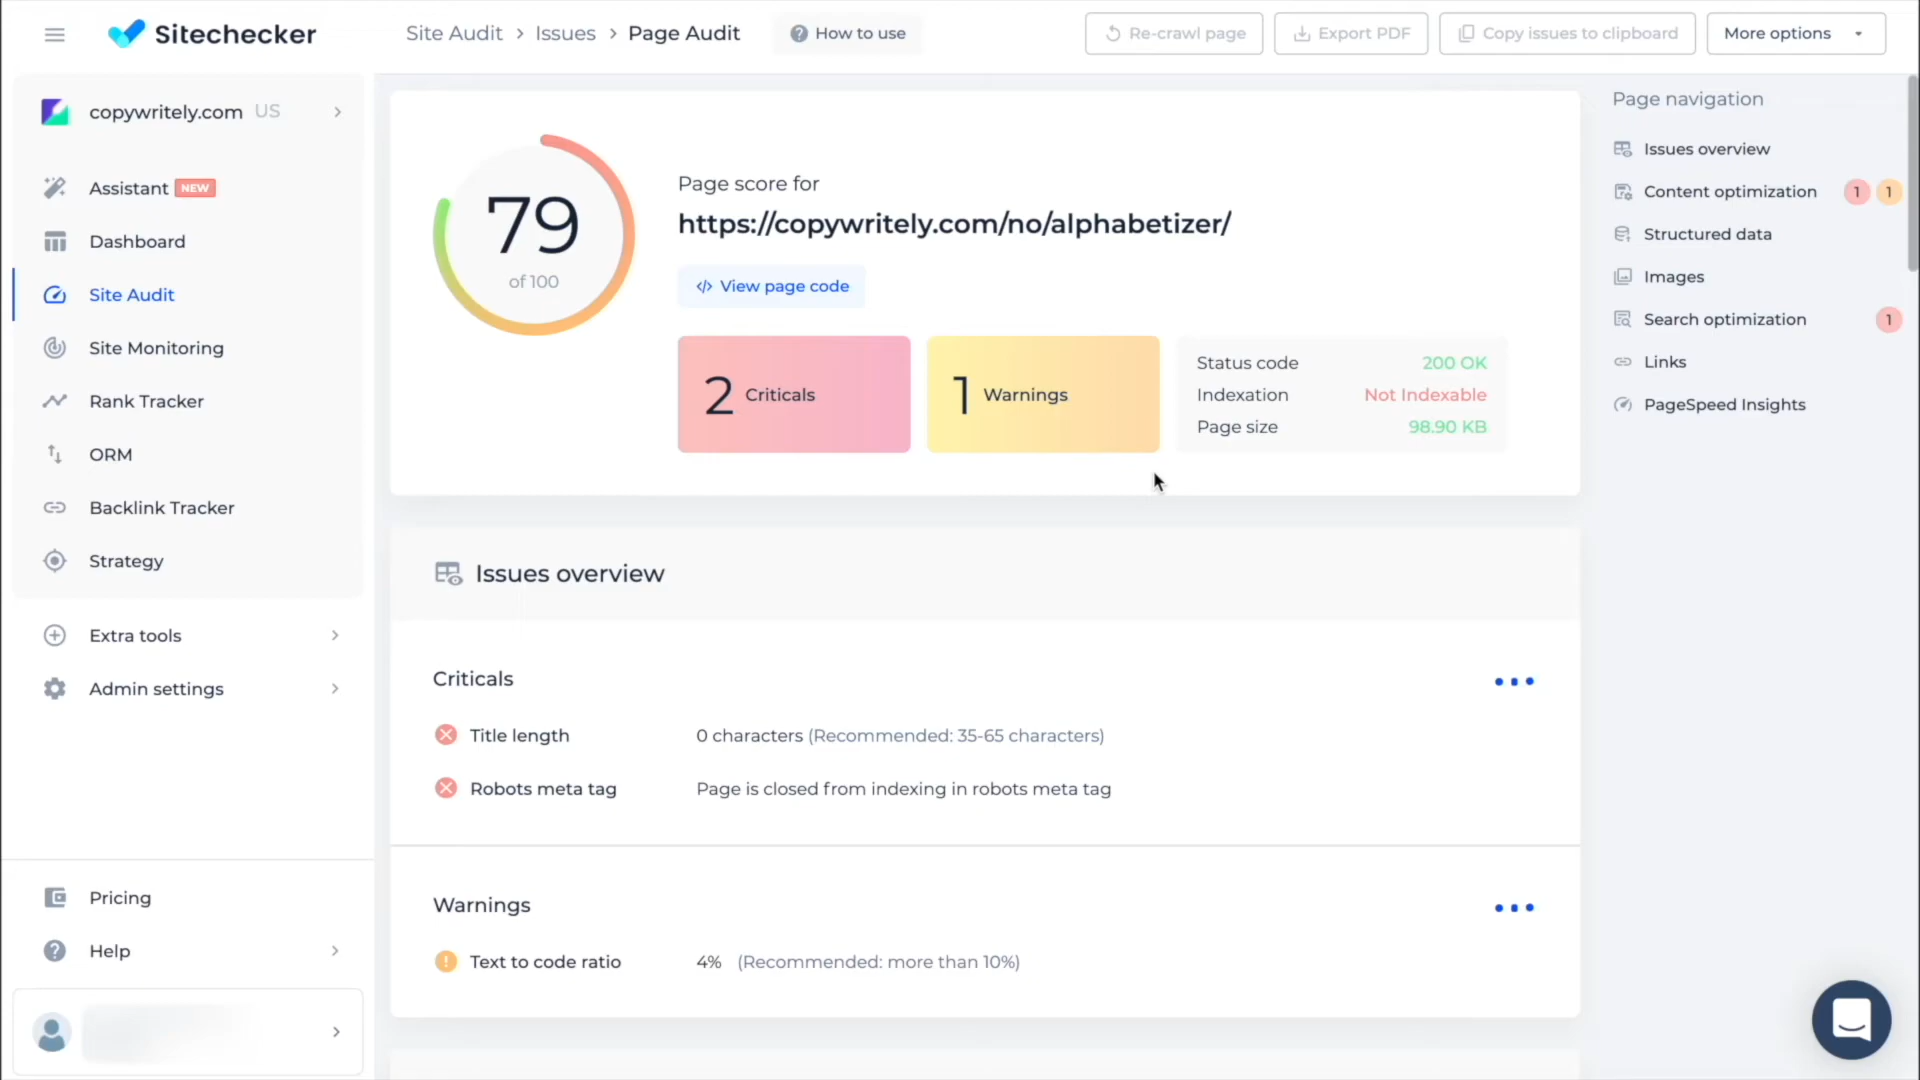 Sitechecker
Site Audit > Issues > Page Audit
How to use
Re-crawl page
Export PDF
Copy issues to clipboard
More options
copywritely.com US
Assistant NEW
Dashboard
Site Audit
Site Monitoring
Rank Tracker
ORM
Backlink Tracker
Strategy
Extra tools
Admin settings
Pricing
Help
79
of 100
Page score for
https://copywritely.com/no/alphabetizer/
</> View page code
2 Criticals
1 Warnings
Status code 200 OK
Indexation Not Indexable
Page size 98.90 KB
Issues overview
Criticals
Title length 0 characters (Recommended: 35-65 characters)
Robots meta tag Page is closed from indexing in robots meta tag
Warnings
Text to code ratio 4% (Recommended: more than 10%)
Page navigation
Issues overview
Content optimization 1 1
Structured data
Images
Search optimization 1
Links
PageSpeed Insights